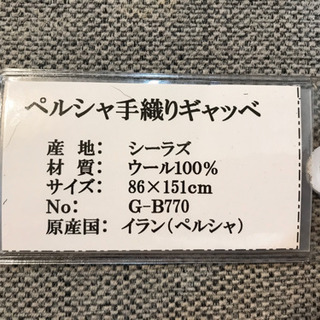 ペルシャ手織りギャッベ
産 地： シーラズ
材 質： ウール100%
サイズ： 86×151cm
No: G-B770
原産国： イラン(ペルシャ)